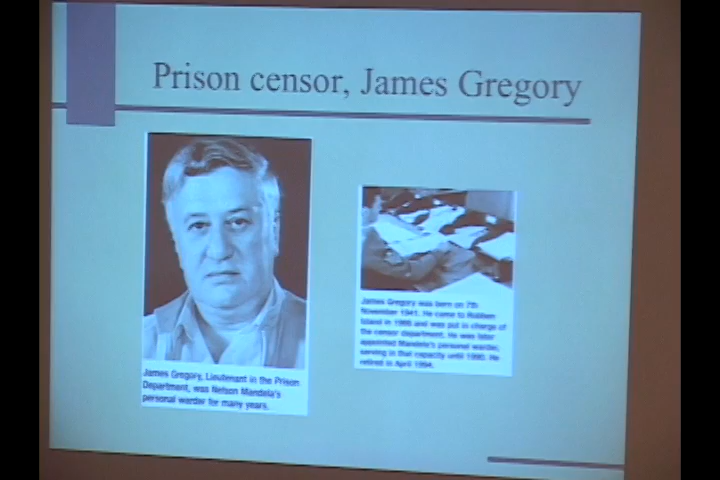 Prison censor, James Gregory
James Gregory, Lieutenant in the Prison
Department, was Nelson Mandela's
personal warder for many years.
James Gregory was born on 7th
November 1941. He came to Robben
Island in 1966 and was put in charge of
the censor department. He was later
appointed Mandela's personal warder,
serving in that capacity until 1990. He
retired in April 1994.